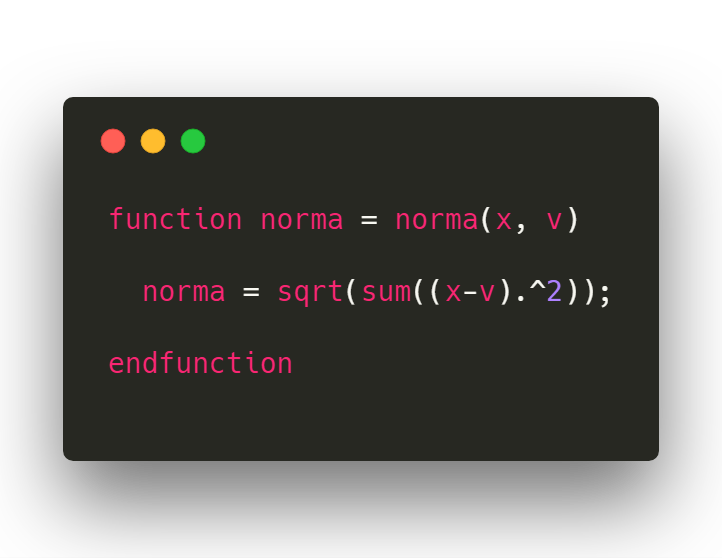 function norma = norma(x, v)
norma = sqrt(sum((x-v).^2));
endfunction